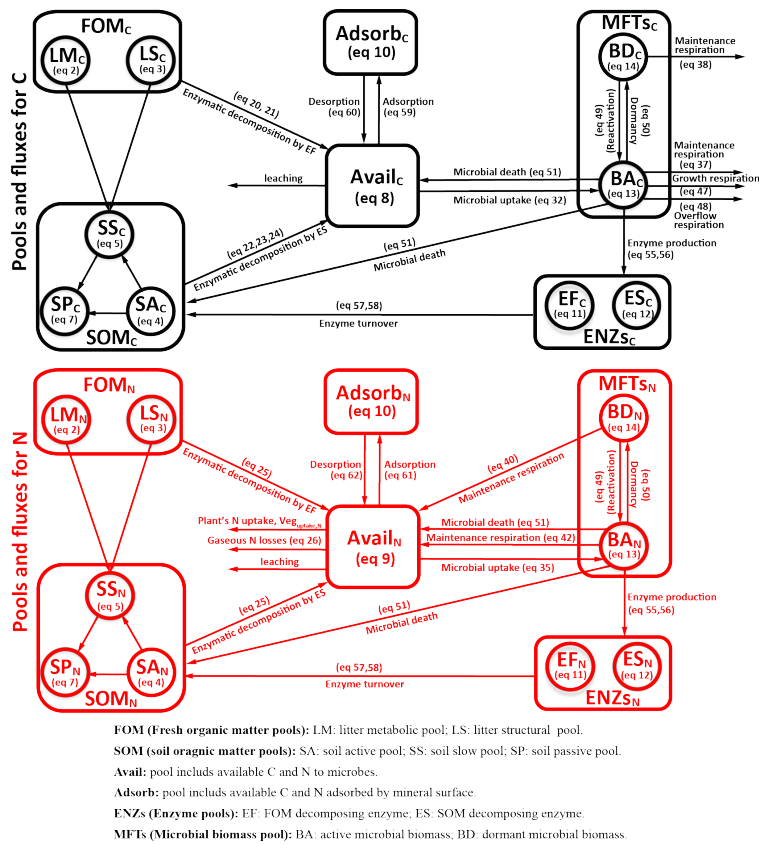 Pools and fluxes for C
FOMC
LMC
(eq 2)
LSC
(eq 3)
(eq 20, 21)
Enzymatic decomposition by EF
AdsorbC
(eq 10)
Desorption
(eq 60)
Adsorption
(eq 59)
MFTsC
BDC
(eq 14)
Maintenance
respiration
(eq 38)
(eq 49)
(Reactivation)
Dormancy
(eq 50)
AvailC
(eq 8)
leaching
Microbial death (eq 51)
Microbial uptake (eq 32)
BAC
(eq 13)
Maintenance
respiration
(eq 37)
Growth respiration
(eq 47)
(eq 48)
Overflow
respiration
SSC
(eq 5)
SPC
(eq 7)
SAC
(eq 4)
SOMC
(eq 22,23,24)
Enzymatic decomposition by ES
(eq 51)
Microbial death
Enzyme production
(eq 55,56)
(eq 57,58)
Enzyme turnover
EFC
(eq 11)
ESC
(eq 12)
ENZsC
Pools and fluxes for N
FOMN
LMN
(eq 2)
LSN
(eq 3)
(eq 25)
Enzymatic decomposition by EF
AdsorbN
(eq 10)
Desorption
(eq 62)
Adsorption
(eq 61)
MFTsN
BDN
(eq 14)
(eq 40)
Maintenance respiration
(eq 49)
(Reactivation)
Dormancy
(eq 50)
Plant's N uptake, Veguptake,N
Gaseous N losses (eq 26)
leaching
AvailN
(eq 9)
Microbial death (eq 51)
Maintenance respiration (eq 42)
Microbial uptake (eq 35)
BAN
(eq 13)
SSN
(eq 5)
SPN
(eq 7)
SAN
(eq 4)
SOMN
(eq 25)
Enzymatic decomposition by ES
(eq 51)
Microbial death
Enzyme production
(eq 55,56)
(eq 57,58)
Enzyme turnover
EFN
(eq 11)
ESN
(eq 12)
ENZsN
FOM (Fresh organic matter pools): LM: litter metabolic pool; LS: litter structural pool.
SOM (soil oragnic matter pools): SA: soil active pool; SS: soil slow pool; SP: soil passive pool.
Avail: pool includs available C and N to microbes.
Adsorb: pool includs available C and N adsorbed by mineral surface.
ENZs (Enzyme pools): EF: FOM decomposing enzyme; ES: SOM decomposing enzyme.
MFTs (Microbial biomass pool): BA: active microbial biomass; BD: dormant microbial biomass.